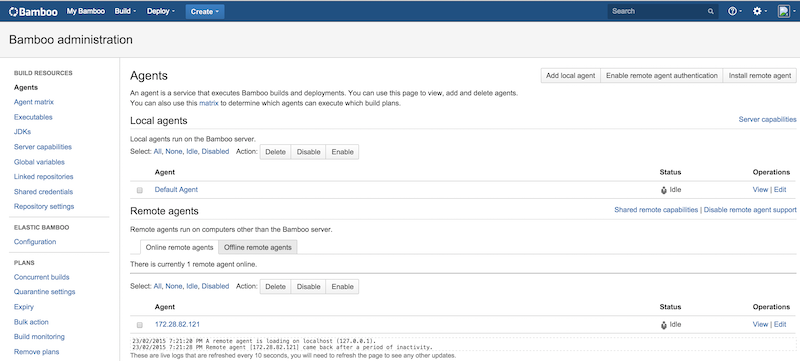 Bamboo My Bamboo Build Deploy Create Search
Bamboo administration
BUILD RESOURCES
Agents
Agent matrix
Executables
JDKs
Server capabilities
Global variables
Linked repositories
Shared credentials
Repository settings
ELASTIC BAMBOO
Configuration
PLANS
Concurrent builds
Quarantine settings
Expiry
Bulk action
Build monitoring
Remove plans
Agents
Add local agent Enable remote agent authentication Install remote agent
An agent is a service that executes Bamboo builds and deployments. You can use this page to view, add and delete agents.
You can also use this matrix to determine which agents can execute which build plans.
Local agents Server capabilities
Local agents run on the Bamboo server.
Select: All, None, Idle, Disabled Action: Delete Disable Enable
Agent Status Operations
Default Agent Idle View | Edit
Remote agents Shared remote capabilities | Disable remote agent support
Remote agents run on computers other than the Bamboo server.
Online remote agents Offline remote agents
There is currently 1 remote agent online.
Select: All, None, Idle, Disabled Action: Delete Disable Enable
Agent Status Operations
172.28.82.121 Idle View | Edit
23/02/2015 7:21:20 PM A remote agent is loading on localhost (127.0.0.1).
23/02/2015 7:21:28 PM Remote agent [172.28.82.121] came back after a period of inactivity.
These are live logs that are refreshed every 10 seconds, you will need to refresh the page to see any other updates.